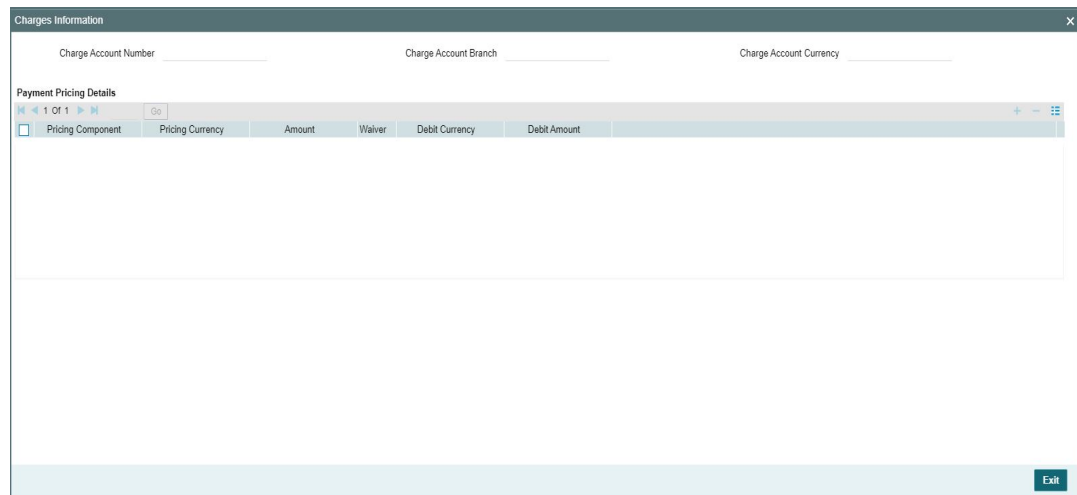 Charges Information
Charge Account Number Charge Account Branch Charge Account Currency
Payment Pricing Details
1 Of 1 Go
Pricing Component Pricing Currency Amount Waiver Debit Currency Debit Amount
Exit